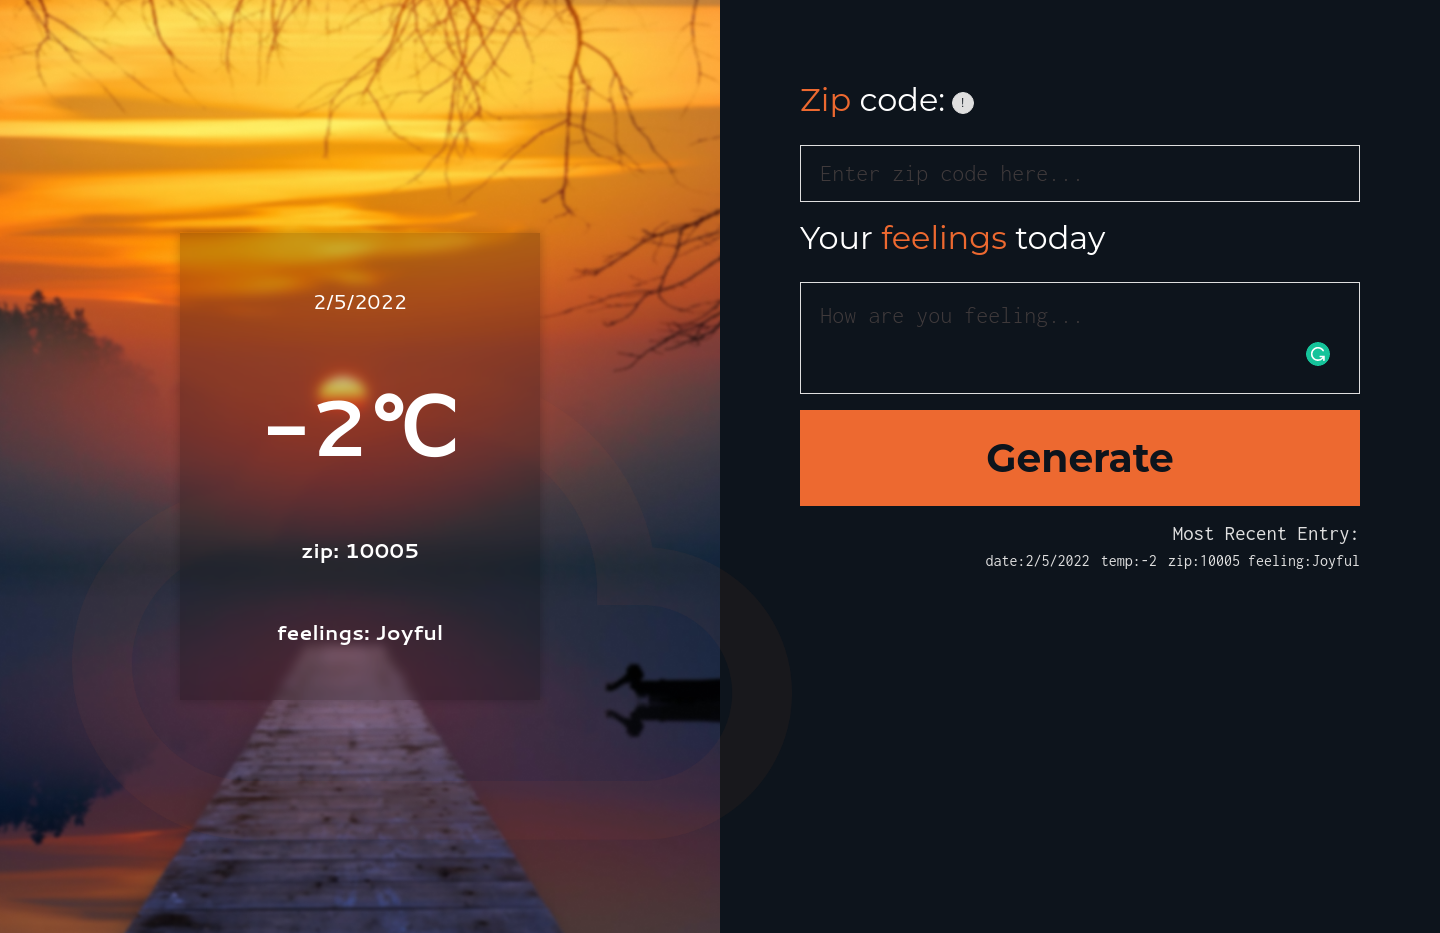 2/5/2022
-2°C
zip: 10005
feelings: Joyful
Zip code: !
Enter zip code here...
Your feelings today
How are you feeling...
Generate
Most Recent Entry:
date:2/5/2022 temp:-2 zip:10005 feeling:Joyful